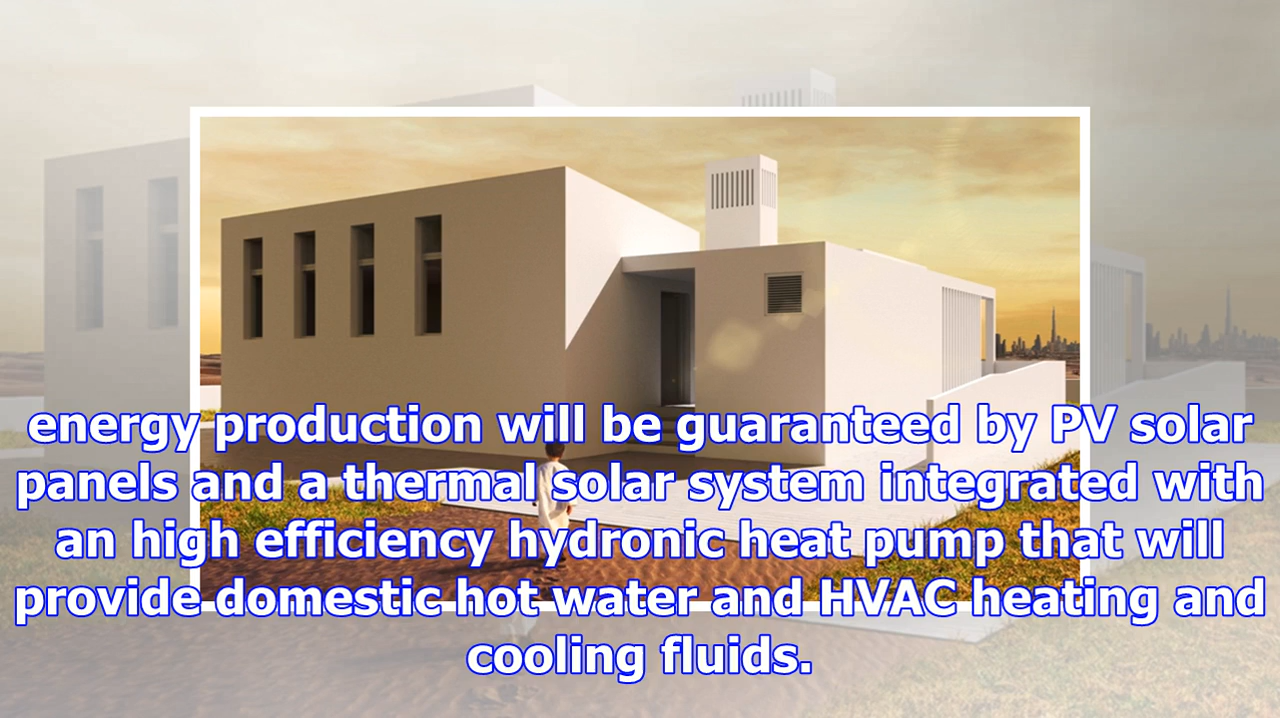 energy production will be guaranteed by PV solar
panels and a thermal solar system integrated with
an high efficiency hydronic heat pump that will
provide domestic hot water and HVAC heating and
cooling fluids.